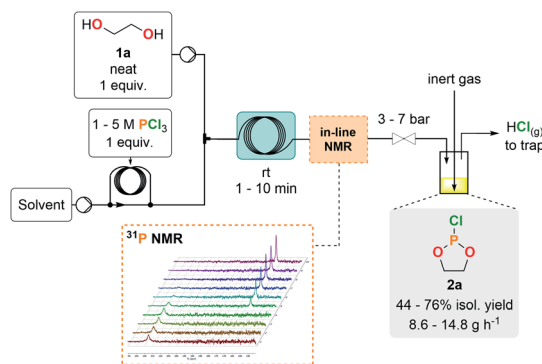 HO
OH
1a
neat
1 equiv.
1 - 5 M PCl3
1 equiv.
Solvent
rt
1 - 10 min
in-line
NMR
3 - 7 bar
inert gas
HCl(g)
to trap
31P NMR
Cl
P
O O
2a
44 - 76% isol. yield
8.6 - 14.8 g h-1